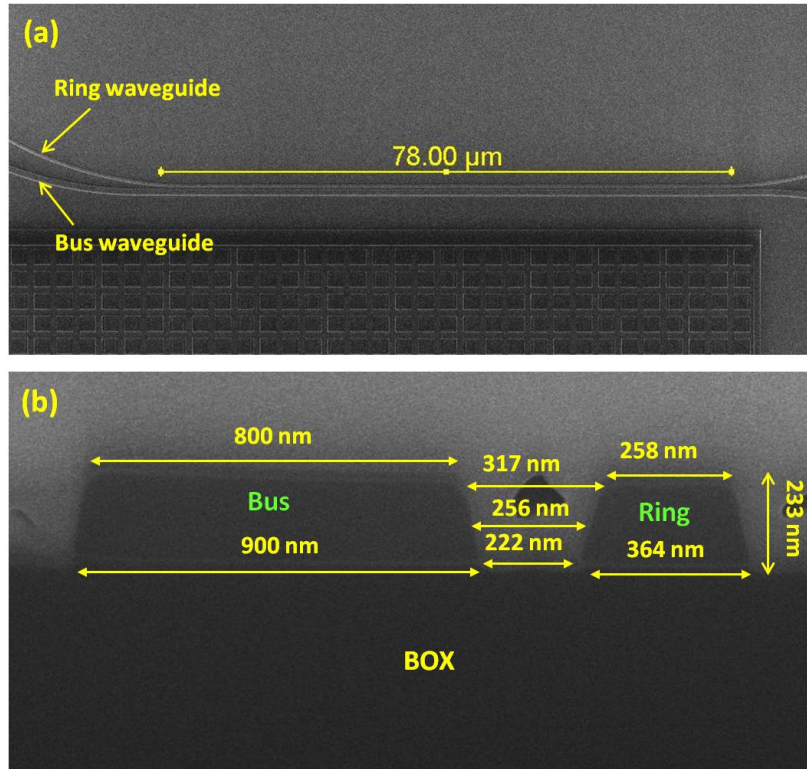 (a)
Ring waveguide
78.00 µm
Bus waveguide
(b)
800 nm
317 nm
258 nm
Bus
256 nm
Ring
233 nm
900 nm
222 nm
364 nm
BOX